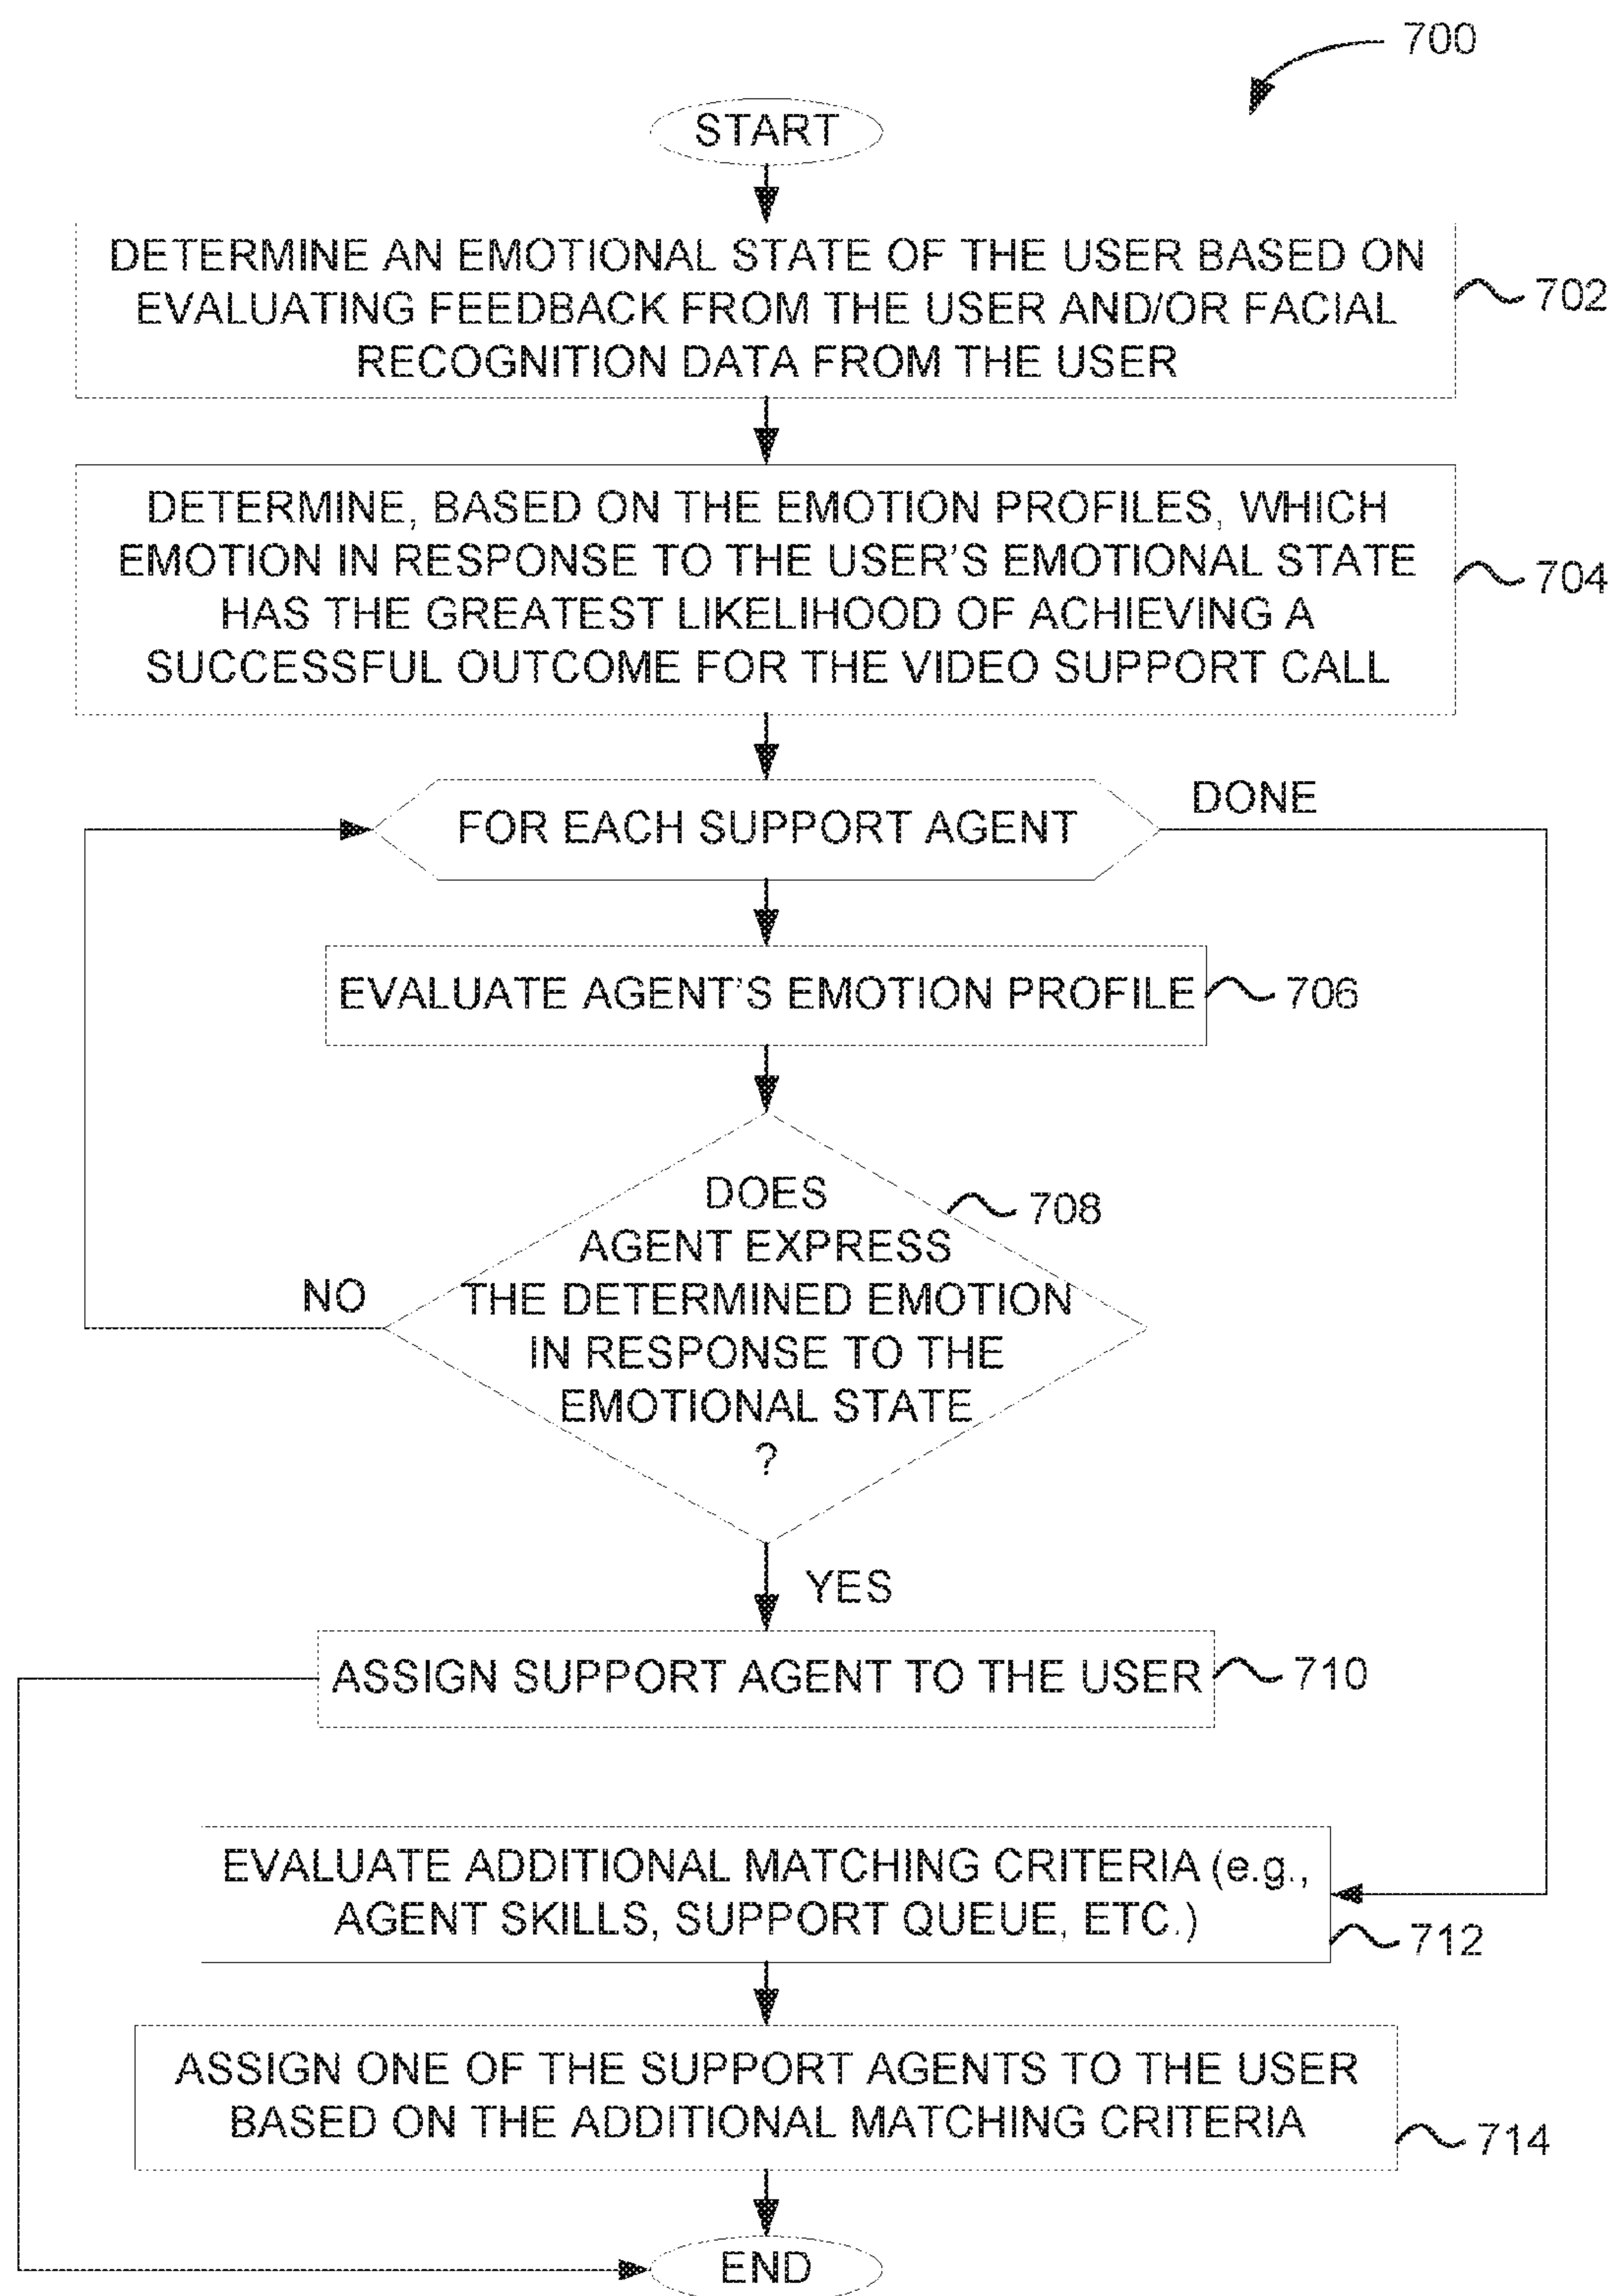 700
START
DETERMINE AN EMOTIONAL STATE OF THE USER BASED ON
EVALUATING FEEDBACK FROM THE USER AND/OR FACIAL
RECOGNITION DATA FROM THE USER
702
DETERMINE, BASED ON THE EMOTION PROFILES, WHICH
EMOTION IN RESPONSE TO THE USER'S EMOTIONAL STATE
HAS THE GREATEST LIKELIHOOD OF ACHIEVING A
SUCCESSFUL OUTCOME FOR THE VIDEO SUPPORT CALL
704
FOR EACH SUPPORT AGENT
DONE
EVALUATE AGENT'S EMOTION PROFILE
706
DOES
AGENT EXPRESS
THE DETERMINED EMOTION
IN RESPONSE TO THE
EMOTIONAL STATE
?
708
NO
YES
ASSIGN SUPPORT AGENT TO THE USER
710
EVALUATE ADDITIONAL MATCHING CRITERIA (e.g.,
AGENT SKILLS, SUPPORT QUEUE, ETC.)
712
ASSIGN ONE OF THE SUPPORT AGENTS TO THE USER
BASED ON THE ADDITIONAL MATCHING CRITERIA
714
END